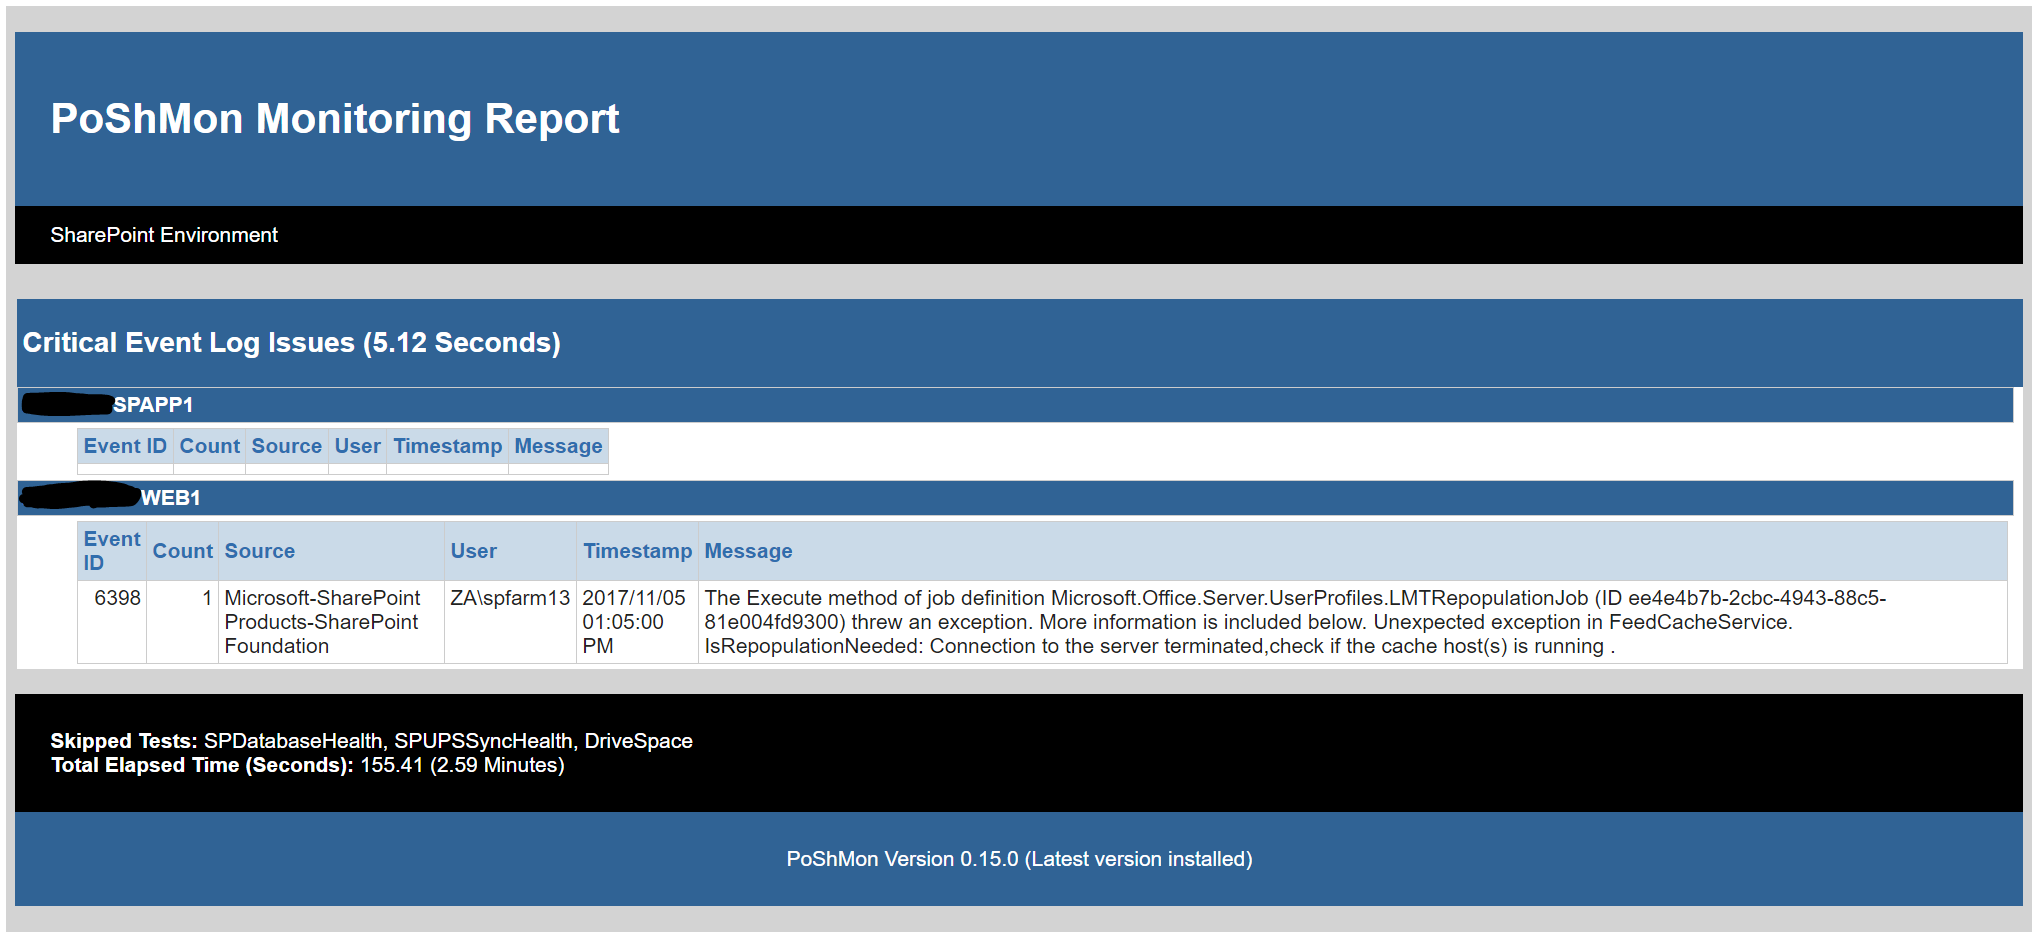 PoShMon Monitoring Report
SharePoint Environment
Critical Event Log Issues (5.12 Seconds)
SPAPP1
Event ID Count Source User Timestamp Message
WEB1
Event ID Count Source User Timestamp Message
6398 1 Microsoft-SharePoint Products-SharePoint Foundation ZA\spfarm13 2017/11/05 01:05:00 PM The Execute method of job definition Microsoft.Office.Server.UserProfiles.LMTRepopulationJob (ID ee4e4b7b-2cbc-4943-88c5-
81e004fd9300) threw an exception. More information is included below. Unexpected exception in FeedCacheService.
IsRepopulationNeeded: Connection to the server terminated,check if the cache host(s) is running .
Skipped Tests: SPDatabaseHealth, SPUPSSyncHealth, DriveSpace
Total Elapsed Time (Seconds): 155.41 (2.59 Minutes)
PoShMon Version 0.15.0 (Latest version installed)